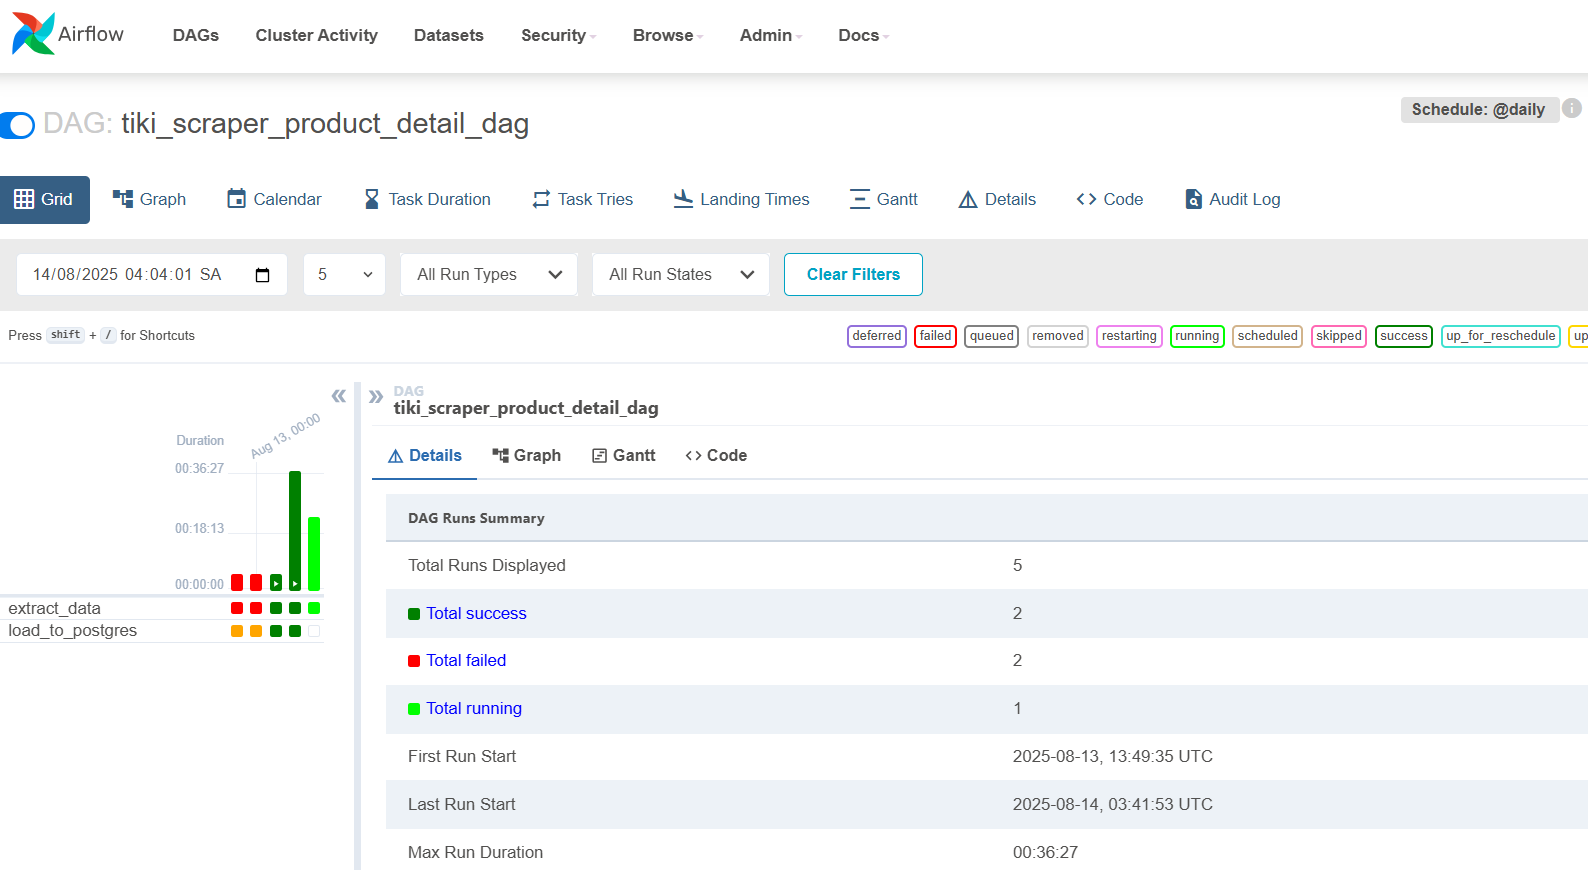 Airflow DAGs Cluster Activity Datasets Security Browse Admin Docs
DAG: tiki_scraper_product_detail_dag
Schedule: @daily
Grid Graph Calendar Task Duration Task Tries Landing Times Gantt Details Code Audit Log
14/08/2025 04:04:01 SA 5 All Run Types All Run States Clear Filters
Press shift + / for Shortcuts
deferred failed queued removed restarting running scheduled skipped success up_for_reschedule up
DAG
tiki_scraper_product_detail_dag
Details Graph Gantt Code
Aug 13, 00:00
Duration
00:36:27
00:18:13
00:00:00
extract_data
load_to_postgres
DAG Runs Summary
Total Runs Displayed 5
Total success 2
Total failed 2
Total running 1
First Run Start 2025-08-13, 13:49:35 UTC
Last Run Start 2025-08-14, 03:41:53 UTC
Max Run Duration 00:36:27